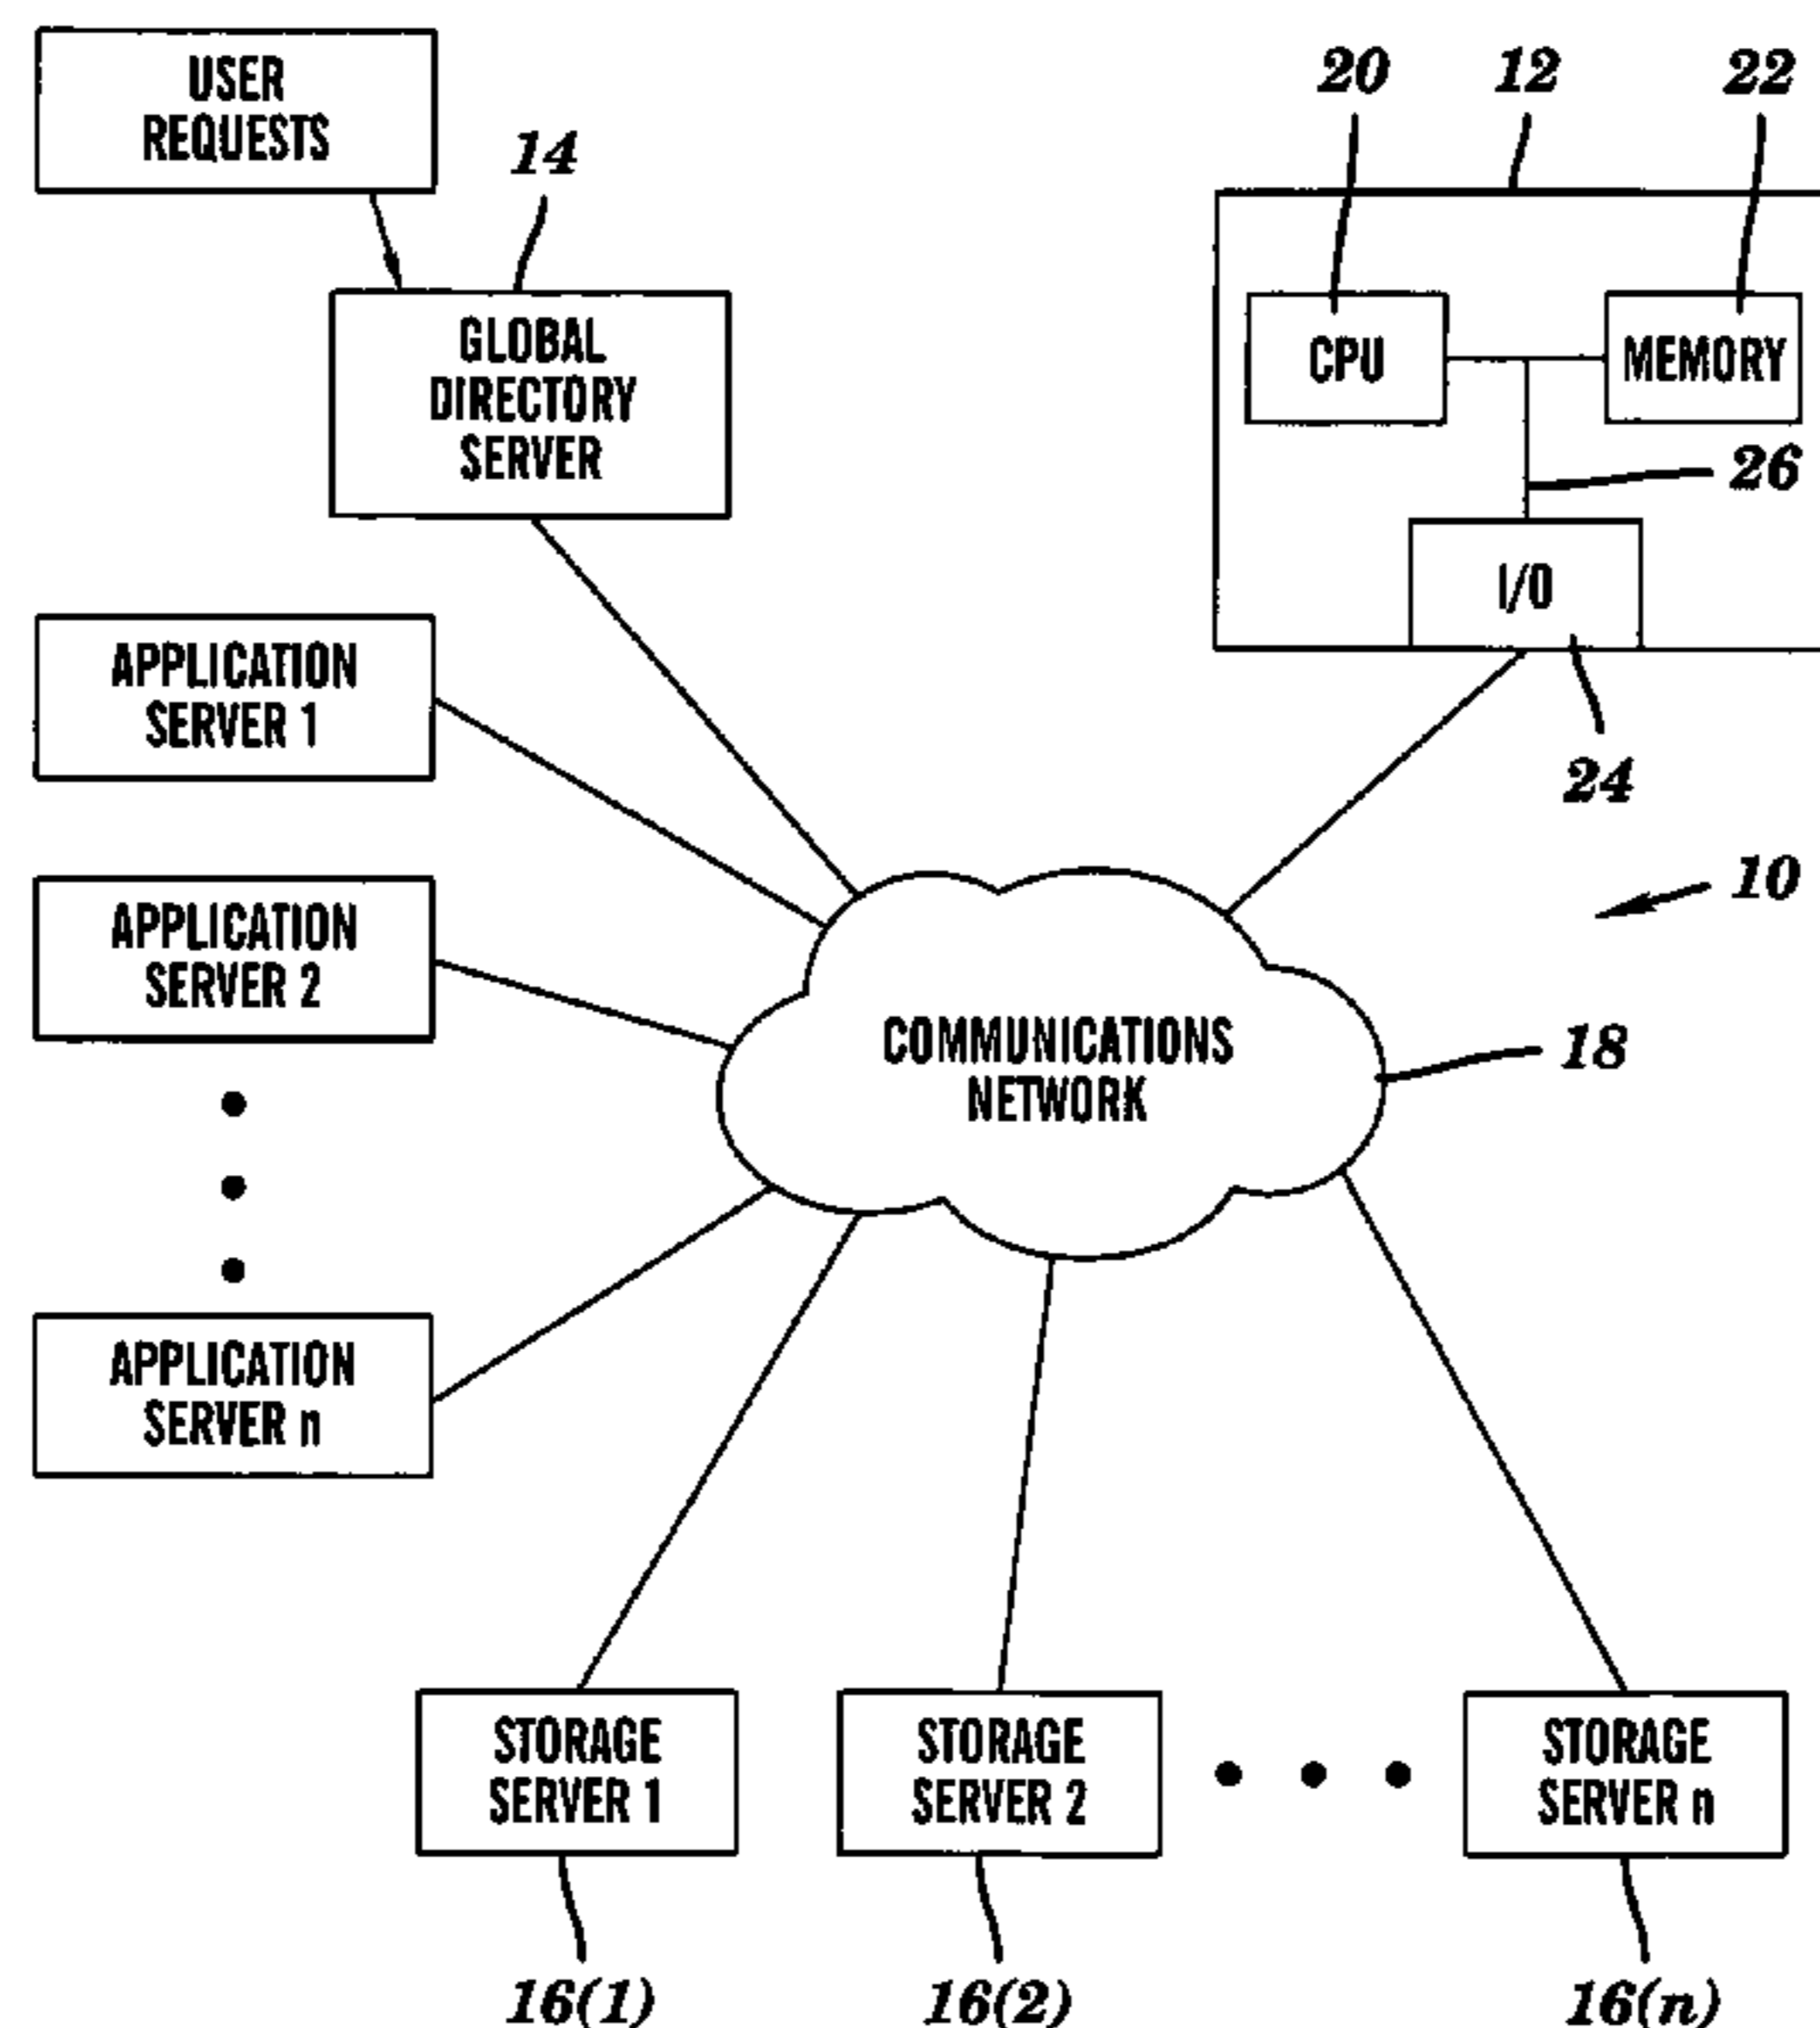 USER
REQUESTS
14
20
12
22
GLOBAL
DIRECTORY
SERVER
CPU
MEMORY
26
I/O
24
APPLICATION
SERVER 1
10
APPLICATION
SERVER 2
COMMUNICATIONS
NETWORK
18
APPLICATION
SERVER n
STORAGE
SERVER 1
STORAGE
SERVER 2
STORAGE
SERVER n
16(1)
16(2)
16(n)